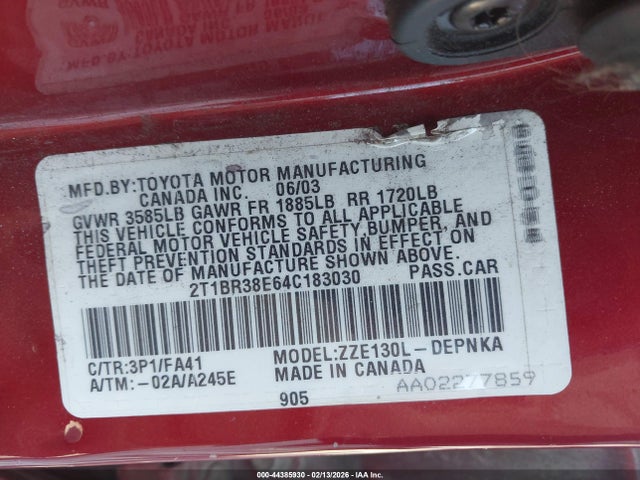 MFD.BY:TOYOTA MOTOR MANUFACTURING
CANADA INC. 06/03
GVWR 3585LB GAWR FR 1885LB RR 1720LB
THIS VEHICLE CONFORMS TO ALL APPLICABLE
FEDERAL MOTOR VEHICLE SAFETY,BUMPER, AND
THEFT PREVENTION STANDARDS IN EFFECT ON
THE DATE OF MANUFACTURE SHOWN ABOVE.
2T1BR38E64C183030 PASS.CAR
C/TR:3P1/FA41 MODEL:ZZE130L-DEPNKA
A/TM:-02A/A245E MADE IN CANADA
905 AA02277859
000-44385930 - 02/13/2026 - IAA Inc.